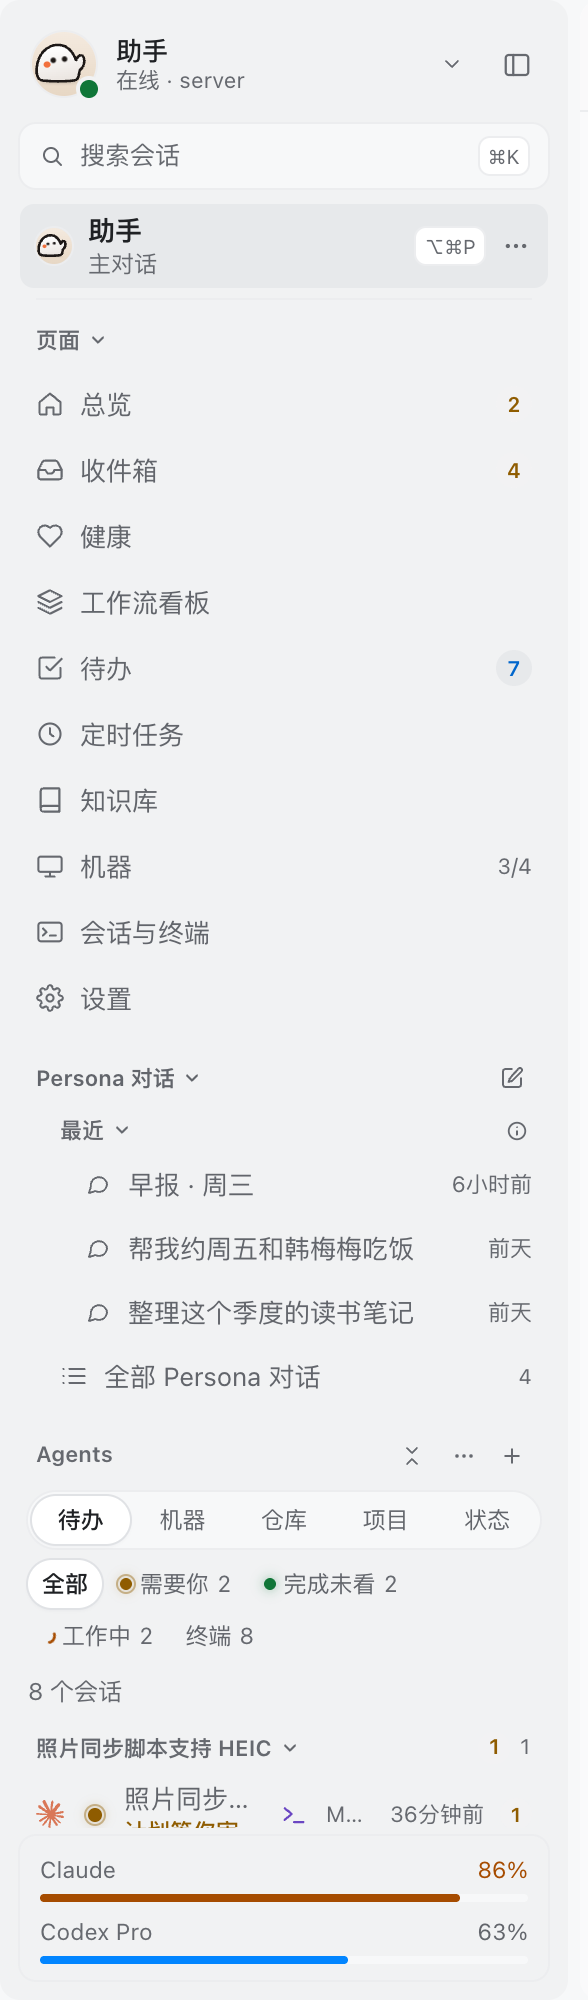 助手
在线 · server
搜索会话 ⌘K
助手
主对话 ⌥⌘P
页面
总览 2
收件箱 4
健康
工作流看板
待办 7
定时任务
知识库
机器 3/4
会话与终端
设置
Persona 对话
最近
早报 · 周三 6小时前
帮我约周五和韩梅梅吃饭 前天
整理这个季度的读书笔记 前天
全部 Persona 对话 4
Agents
待办 机器 仓库 项目 状态
全部 需要你 2 完成未看 2
工作中 2 终端 8
8 个会话
照片同步脚本支持 HEIC 1 1
照片同步… M… 36分钟前 1
Claude 86%
Codex Pro 63%